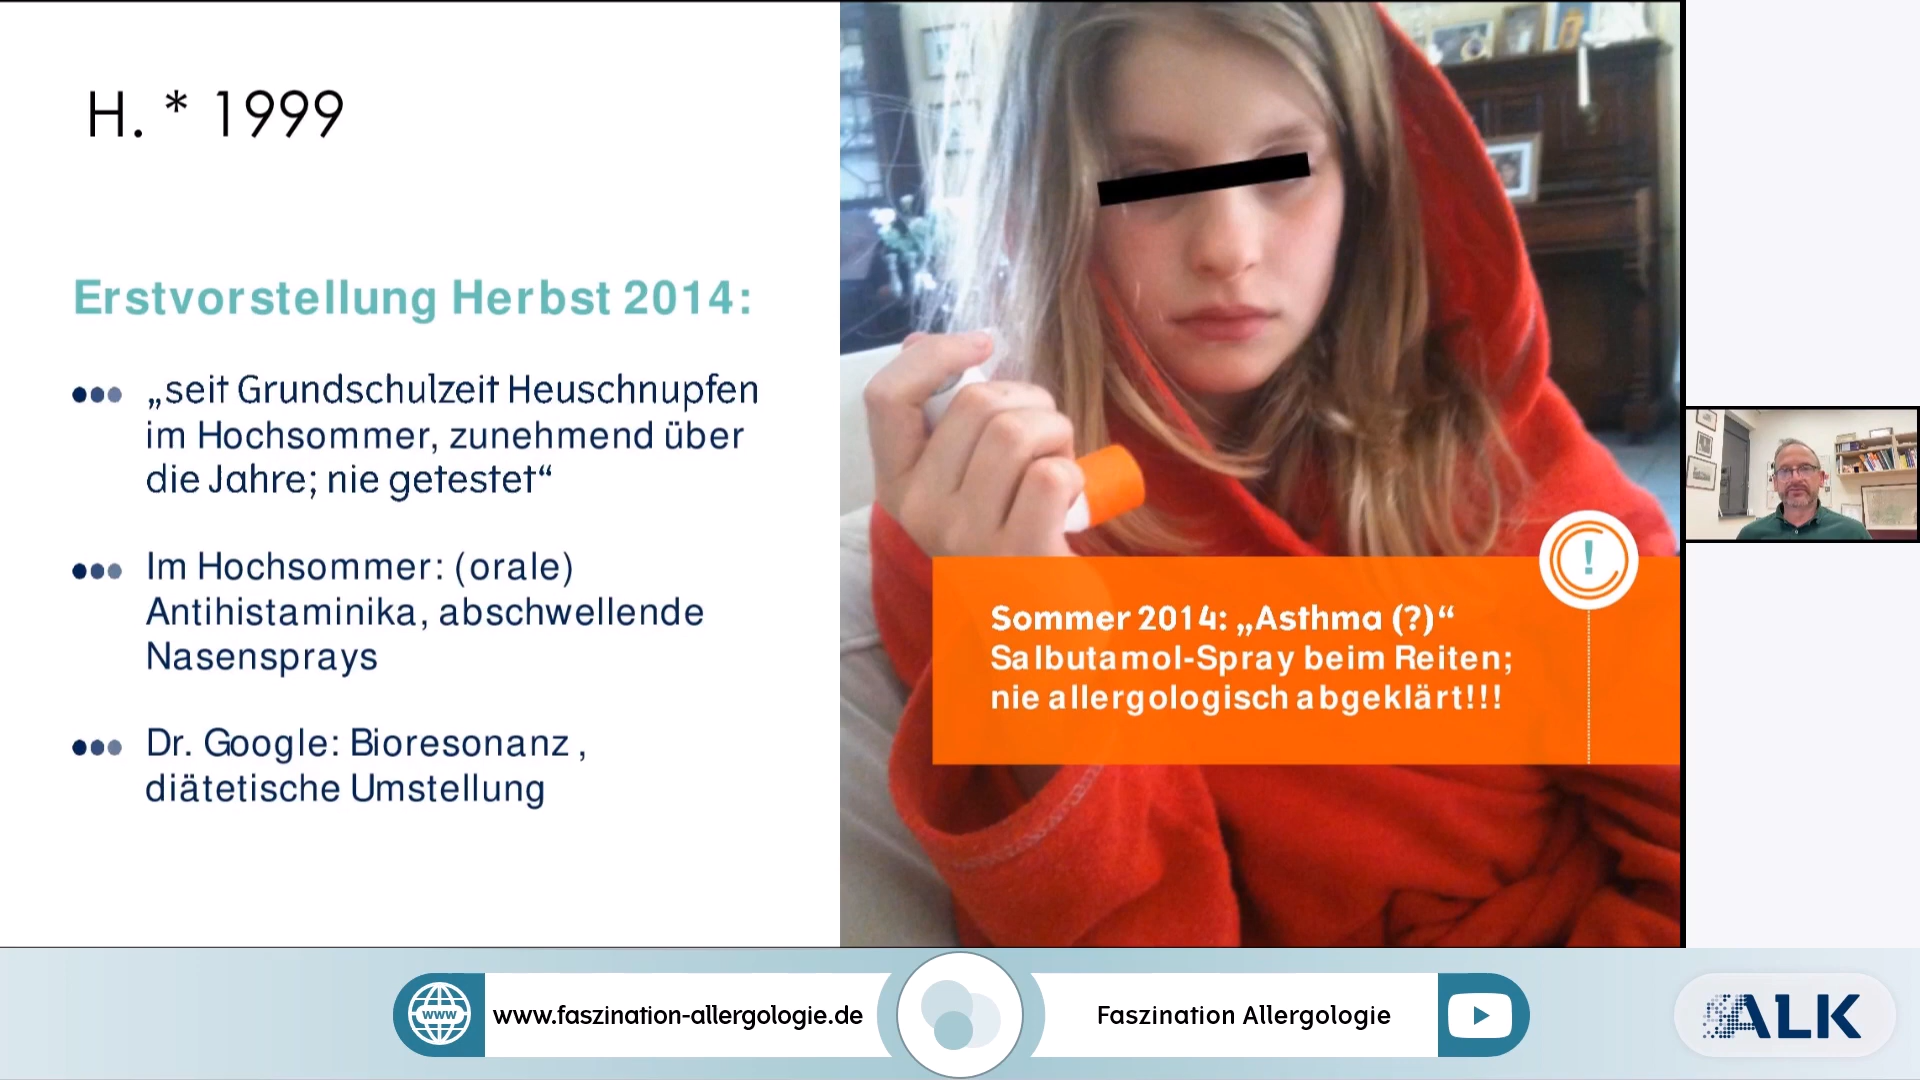 H. * 1999
Erstvorstellung Herbst 2014:
„seit Grundschulzeit Heuschnupfen
im Hochsommer, zunehmend über
die Jahre; nie getestet“
Im Hochsommer: (orale)
Antihistaminika, abschwellende
Nasensprays
Dr. Google: Bioresonanz ,
diätetische Umstellung
!
Sommer 2014: „Asthma (?)“
Salbutamol-Spray beim Reiten;
nie allergologisch abgeklärt!!!
www
www.faszination-allergologie.de
Faszination Allergologie
ALK